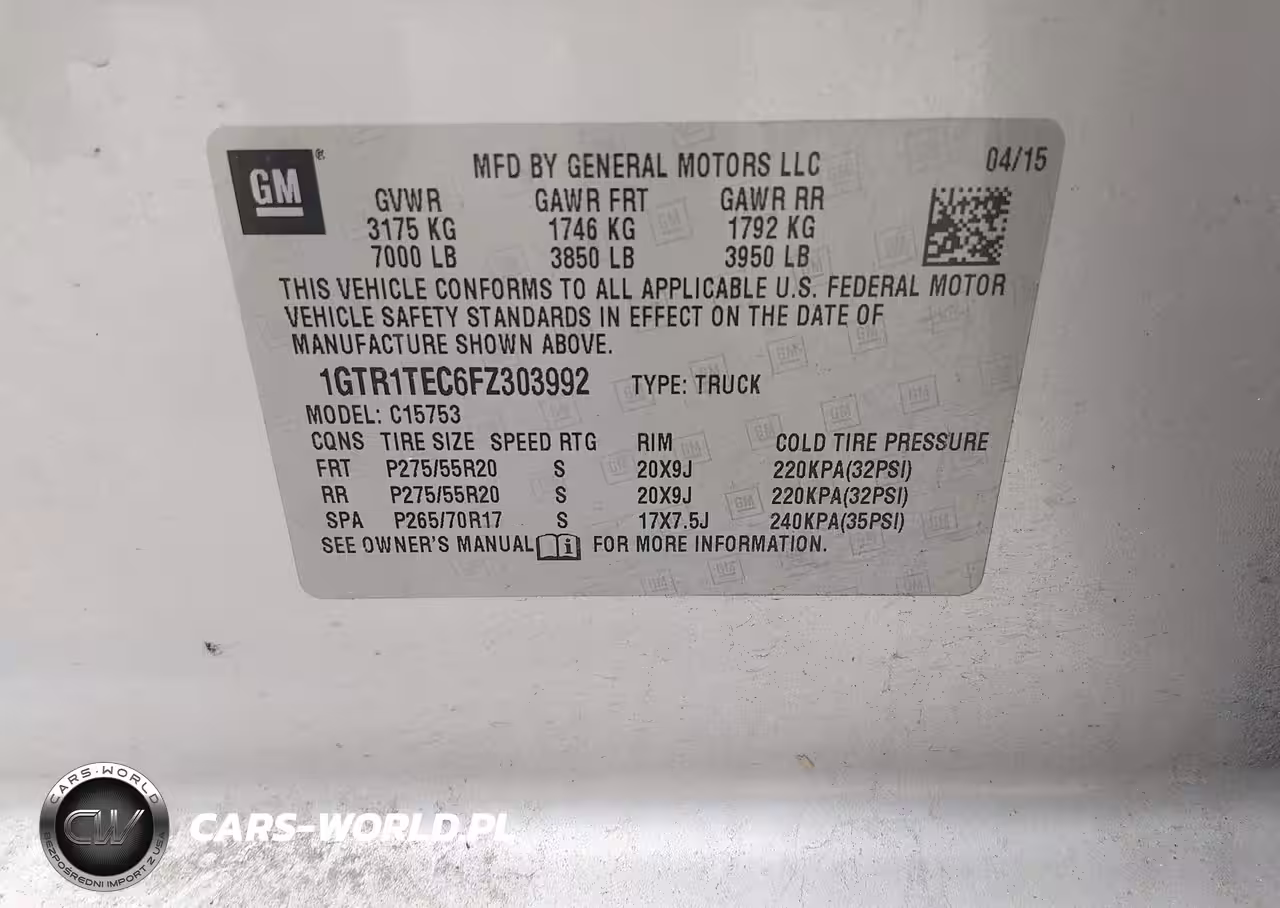 GM
®
MFD BY GENERAL MOTORS LLC 04/15
GVWR GAWR FRT GAWR RR
3175 KG 1746 KG 1792 KG
7000 LB 3850 LB 3950 LB
THIS VEHICLE CONFORMS TO ALL APPLICABLE U.S. FEDERAL MOTOR
VEHICLE SAFETY STANDARDS IN EFFECT ON THE DATE OF
MANUFACTURE SHOWN ABOVE.
1GTR1TEC6FZ303992 TYPE: TRUCK
MODEL: C15753
CQNS TIRE SIZE SPEED RTG RIM COLD TIRE PRESSURE
FRT P275/55R20 S 20X9J 220KPA(32PSI)
RR P275/55R20 S 20X9J 220KPA(32PSI)
SPA P265/70R17 S 17X7.5J 240KPA(35PSI)
SEE OWNER'S MANUAL i FOR MORE INFORMATION.
CARS-WORLD
CW
BEZPOŚREDNI IMPORT Z USA
CARS-WORLD.PL